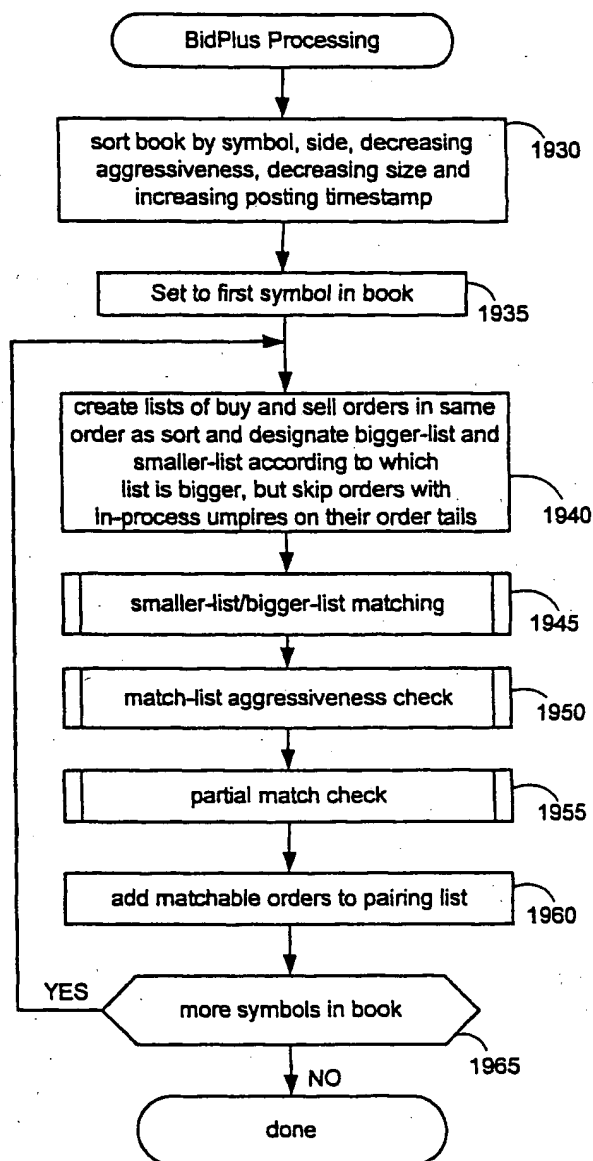 BidPlus Processing
sort book by symbol, side, decreasing
aggressiveness, decreasing size and
increasing posting timestamp
1930
Set to first symbol in book
1935
create lists of buy and sell orders in same
order as sort and designate bigger-list and
smaller-list according to which
list is bigger, but skip orders with
in-process umpires on their order tails
1940
smaller-list/bigger-list matching
1945
match-list aggressiveness check
1950
partial match check
1955
add matchable orders to pairing list
1960
YES
more symbols in book
1965
NO
done